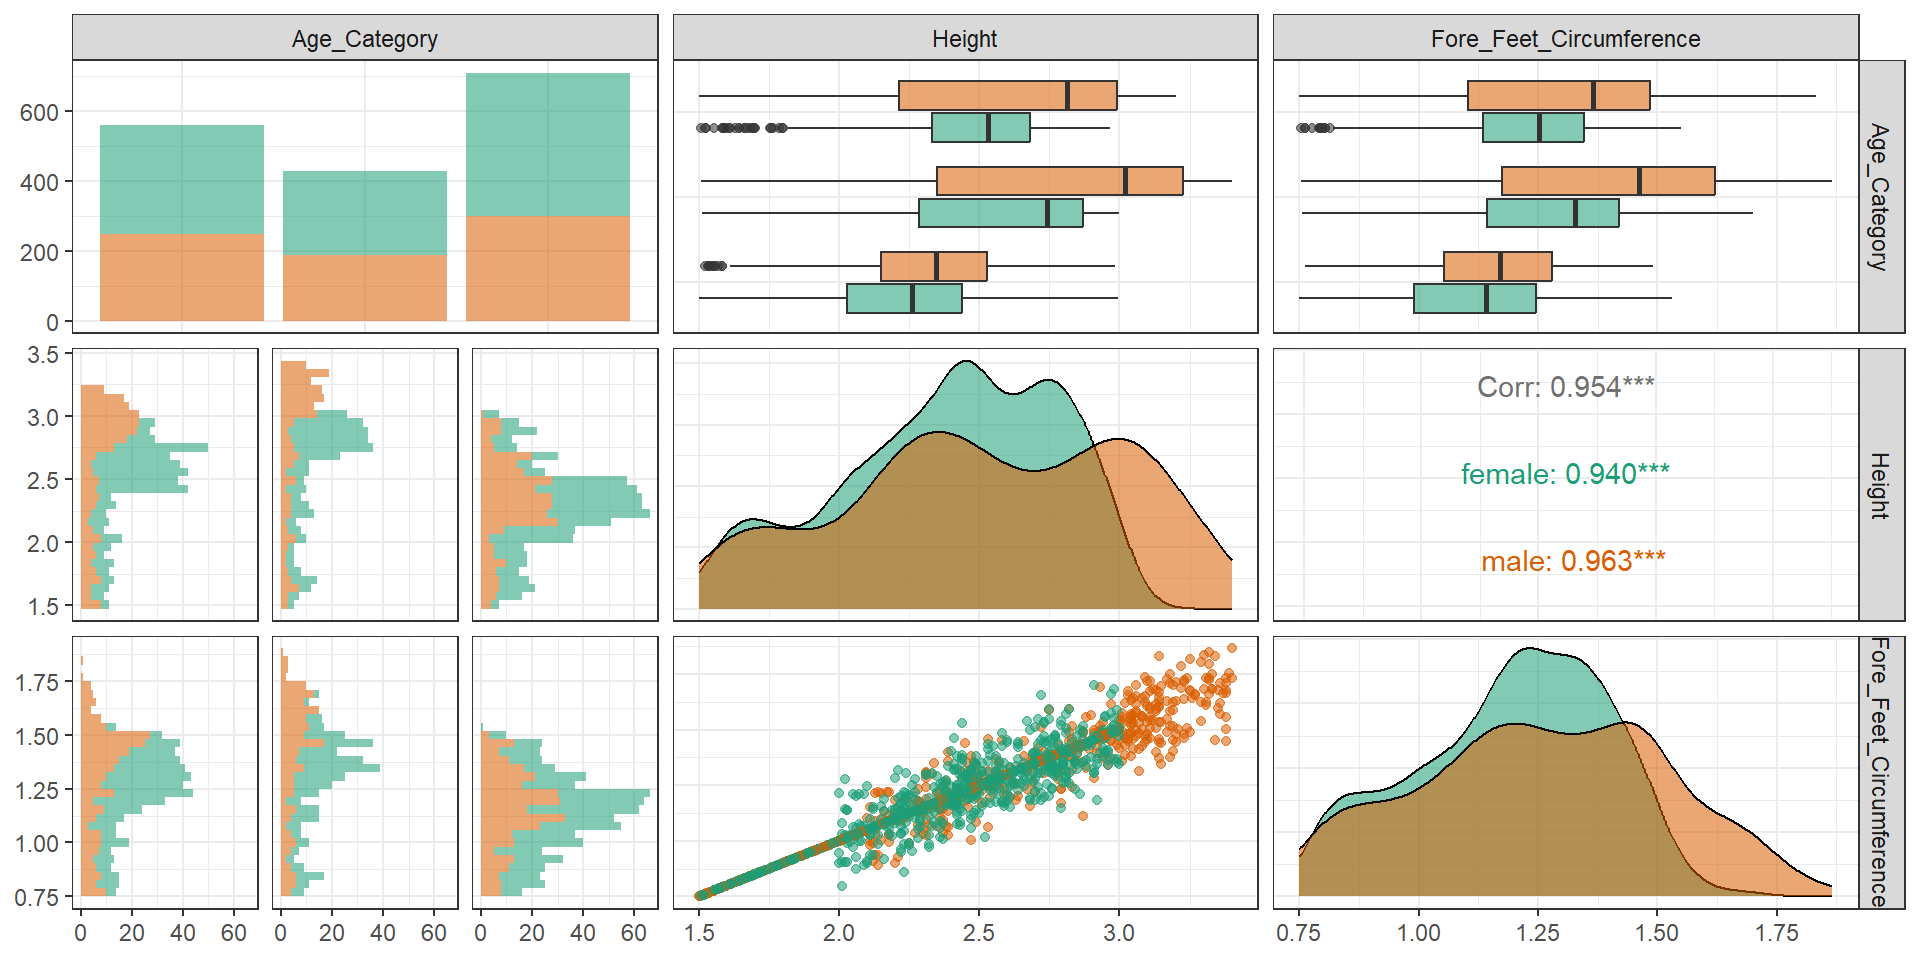 Age_Category
Height
Fore_Feet_Circumference
600
400
200
0
Age_Category
3.5
3.0
2.5
2.0
1.5
Corr: 0.954***
female: 0.940***
male: 0.963***
Height
1.75
1.50
1.25
1.00
0.75
Fore_Feet_Circumference
0 20 40 60
0 20 40 60
0 20 40 60
1.5 2.0 2.5 3.0
0.75 1.00 1.25 1.50 1.75